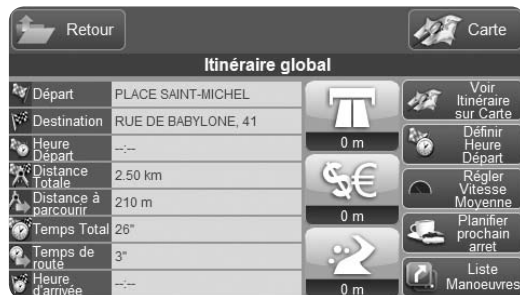 Retour
Carte
Itinéraire global
Départ PLACE SAINT-MICHEL
Destination RUE DE BABYLONE, 41
Heure
Départ
--:--
Distance
Totale
2.50 km
Distance à
parcourir
210 m
Temps Total 26"
Temps de
route
3"
Heure
d'arrivée
--:--
0 m
$€
0 m
0 m
Voir
Itinéraire
sur Carte
Définir
Heure
Départ
Régler
Vitesse
Moyenne
Planifier
prochain
arret
Liste
Manoeuvres